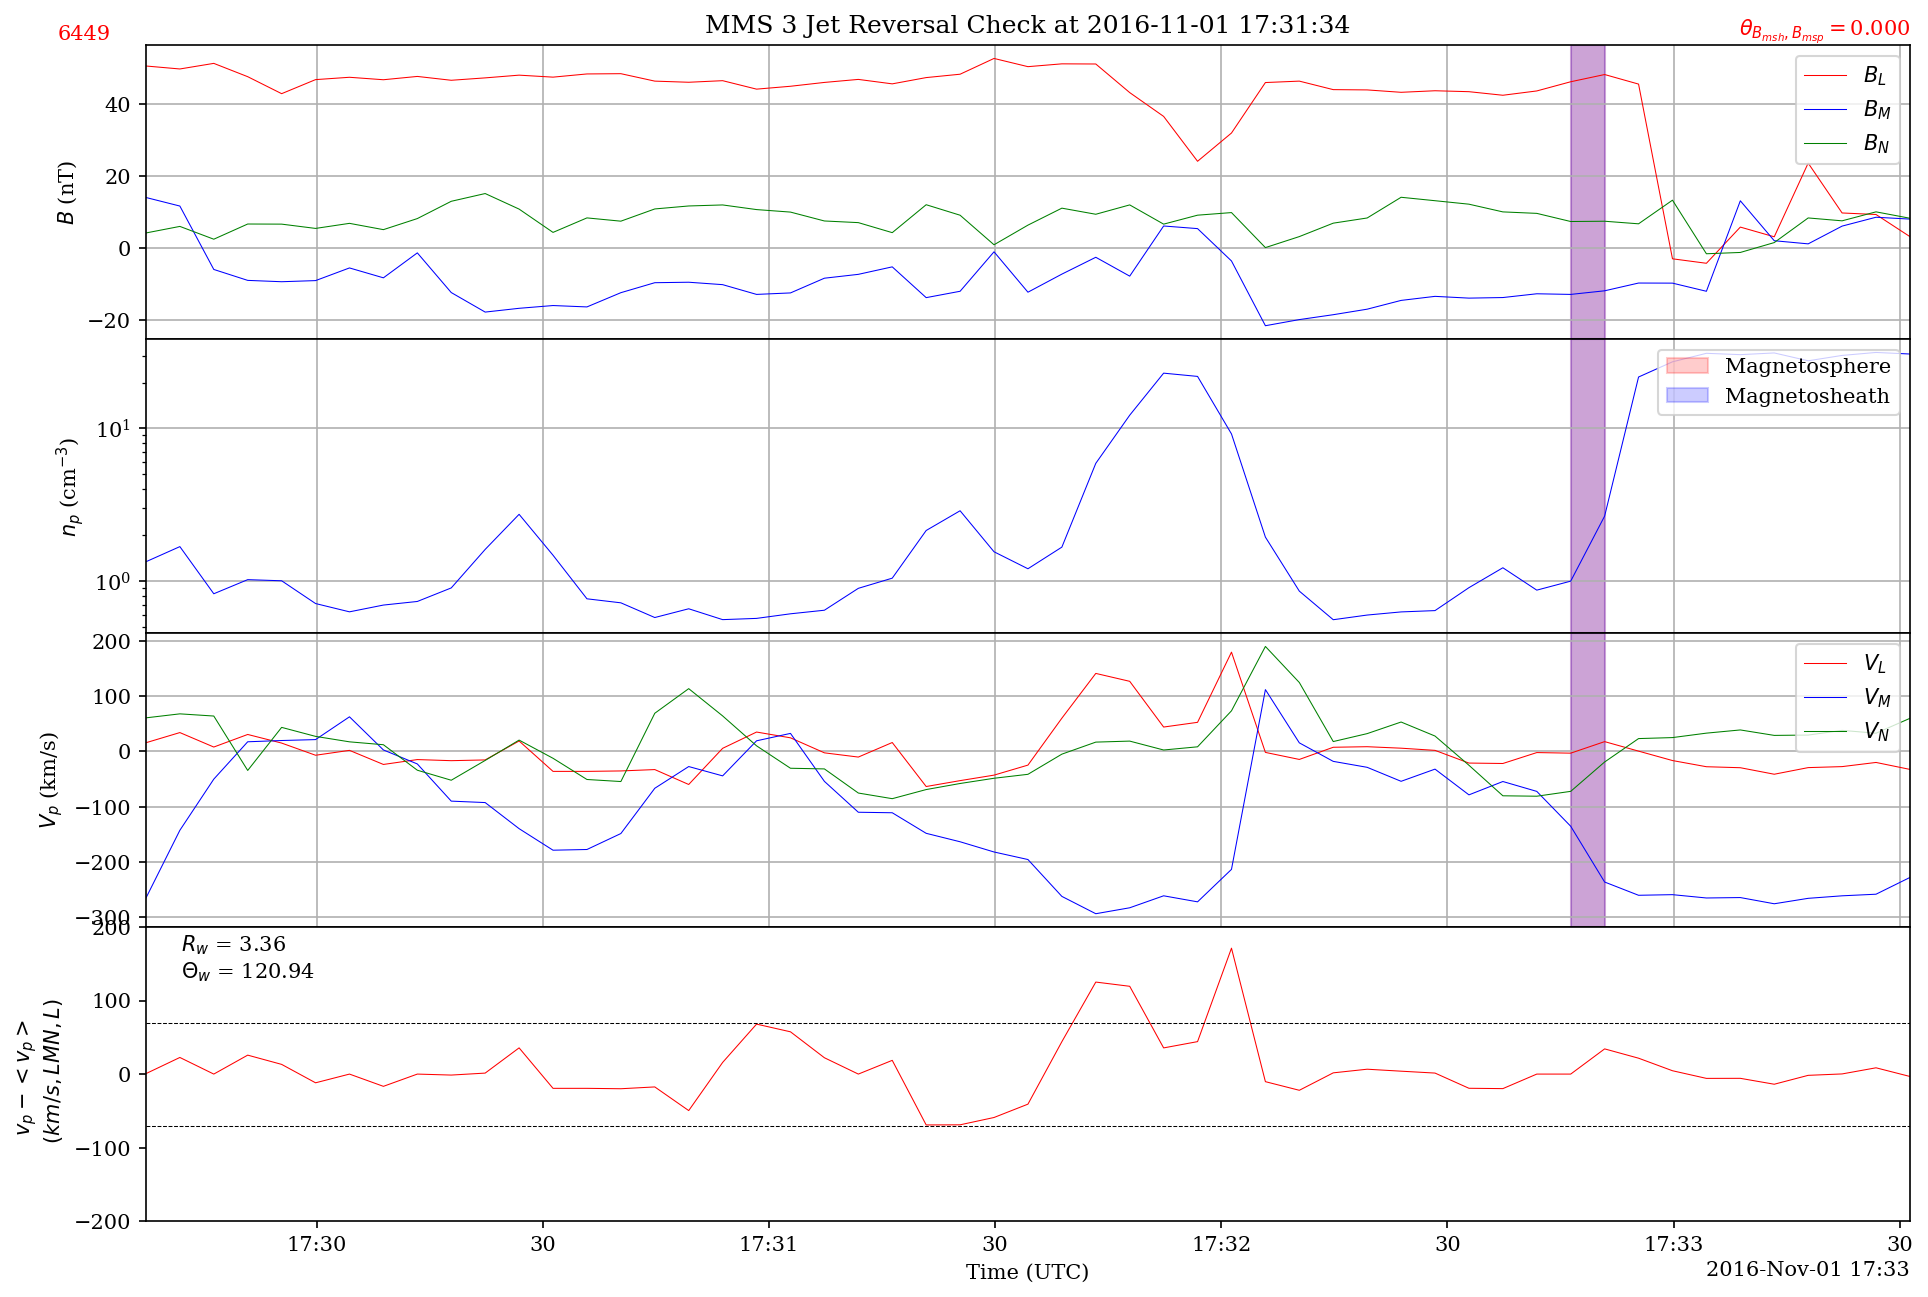 MMS 3 Jet Reversal Check at 2016-11-01 17:31:34
6449
θ_{B_{msh}, B_{msp}} = 0.000
B (nT)
40
20
0
−20
B_L
B_M
B_N
n_p (cm^{−3})
10^1
10^0
Magnetosphere
Magnetosheath
V_p (km/s)
200
100
0
−100
−200
−300
V_L
V_M
V_N
v_p − < v_p >
(km/s, LMN, L)
200
100
0
−100
−200
R_w = 3.36
Θ_w = 120.94
17:30 30 17:31 30 17:32 30 17:33 30
Time (UTC)
2016-Nov-01 17:33